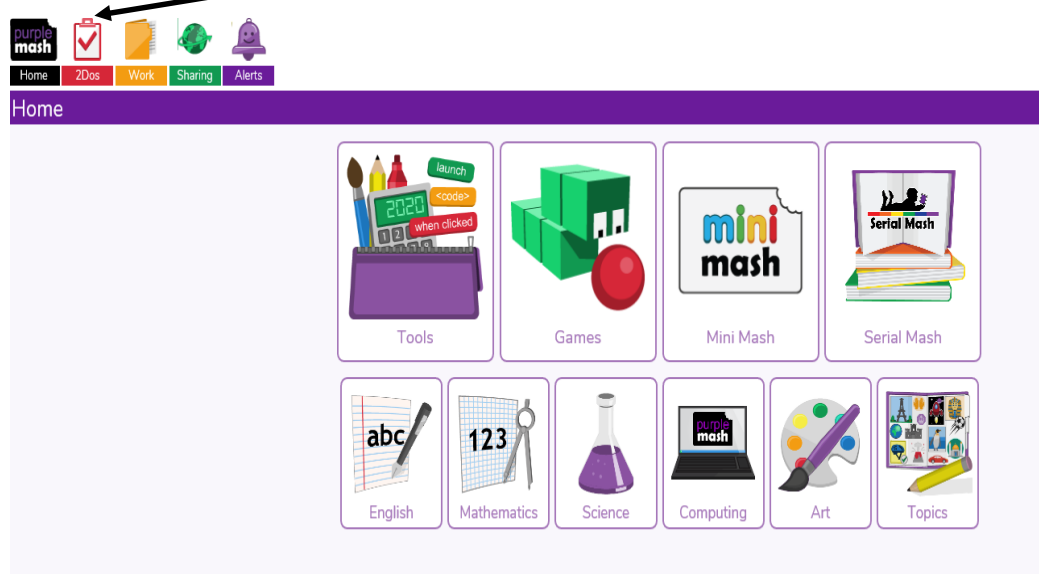 purple
mash
Home 2Dos Work Sharing Alerts
Home
launch
<code>
2020
when clicked
1 2
mini
mash
Serial Mash
Tools Games Mini Mash Serial Mash
abc
123
purple
mash
English Mathematics Science Computing Art Topics